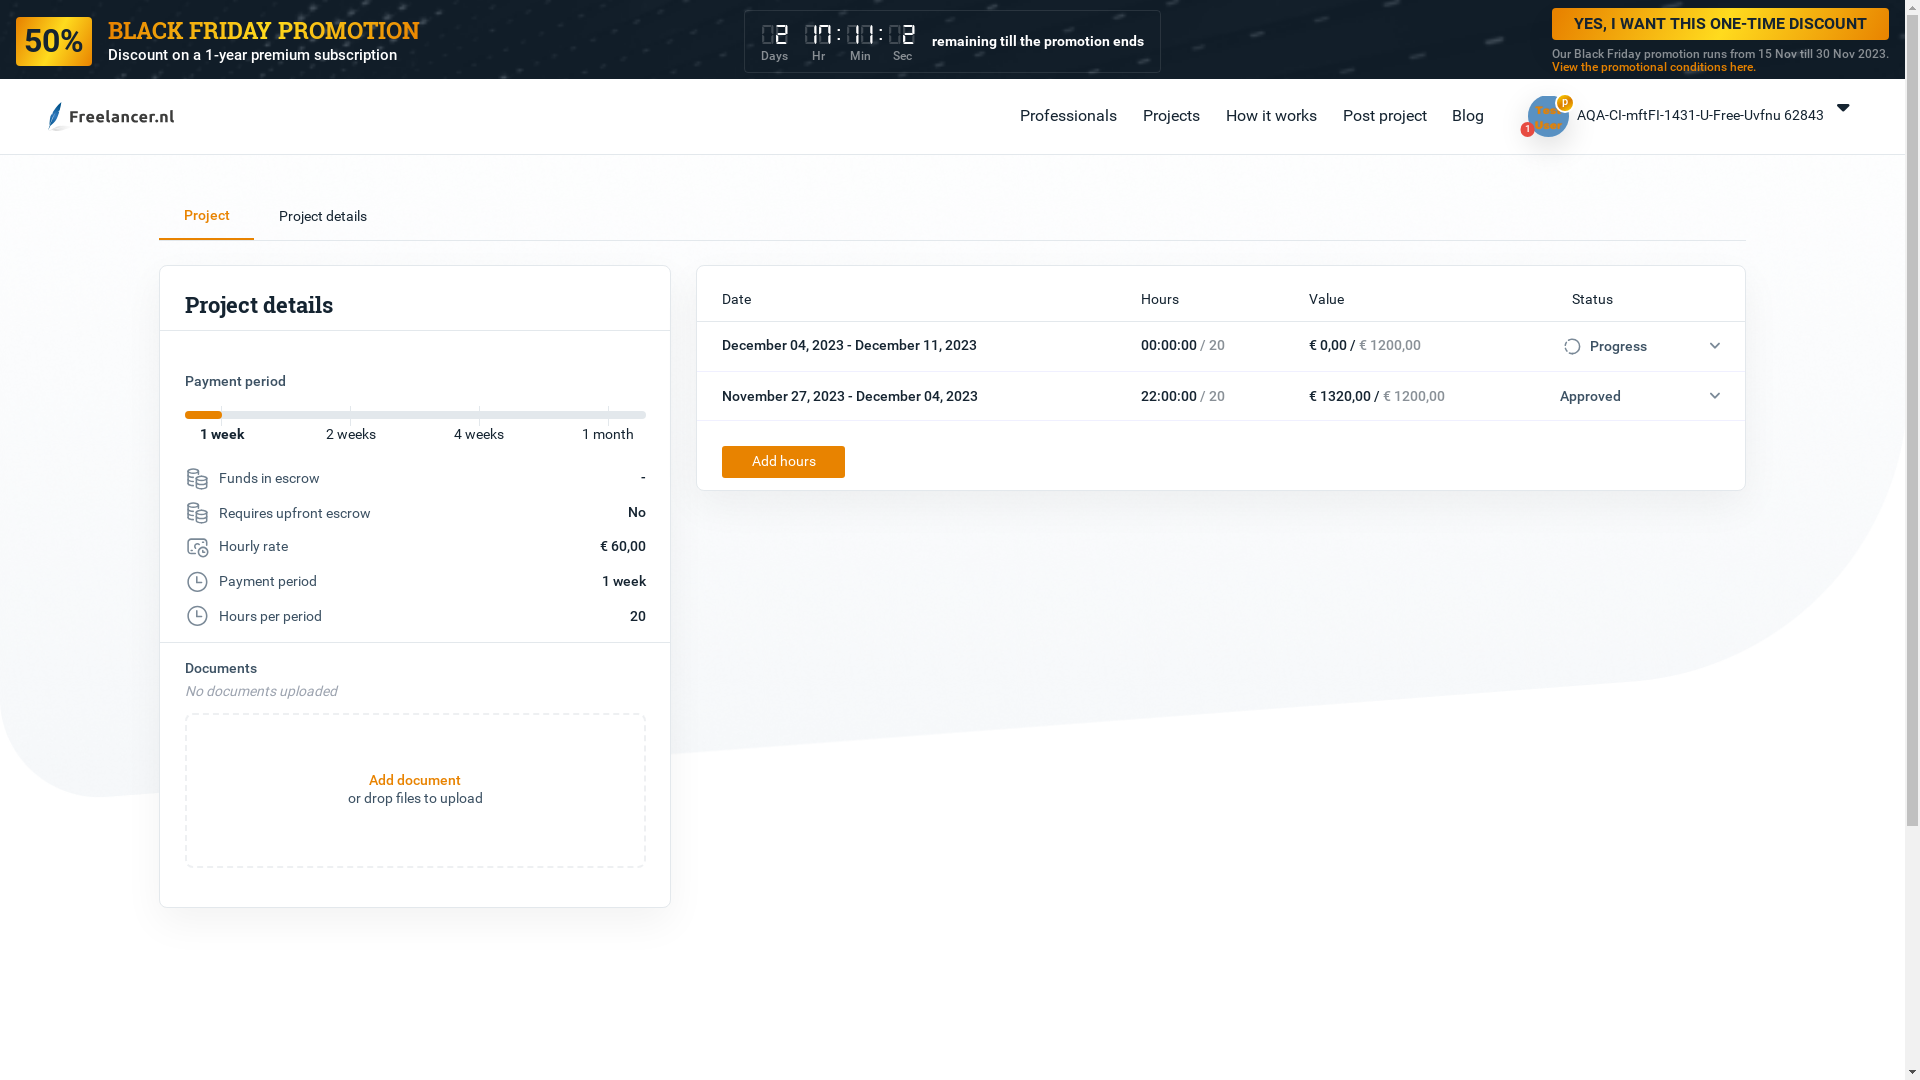 50%
BLACK FRIDAY PROMOTION
Discount on a 1-year premium subscription
2 17 : 11 : 2
Days Hr Min Sec
remaining till the promotion ends
YES, I WANT THIS ONE-TIME DISCOUNT
Our Black Friday promotion runs from 15 Nov till 30 Nov 2023.
View the promotional conditions here.
Freelancer.nl
Professionals Projects How it works Post project Blog
P
1
AQA-CI-mftFI-1431-U-Free-Uvfnu 62843
Project Project details
Project details
Payment period
1 week 2 weeks 4 weeks 1 month
Funds in escrow -
Requires upfront escrow No
Hourly rate € 60,00
Payment period 1 week
Hours per period 20
Documents
No documents uploaded
Add document
or drop files to upload
Date Hours Value Status
December 04, 2023 - December 11, 2023 00:00:00 / 20 € 0,00 / € 1200,00 Progress
November 27, 2023 - December 04, 2023 22:00:00 / 20 € 1320,00 / € 1200,00 Approved
Add hours